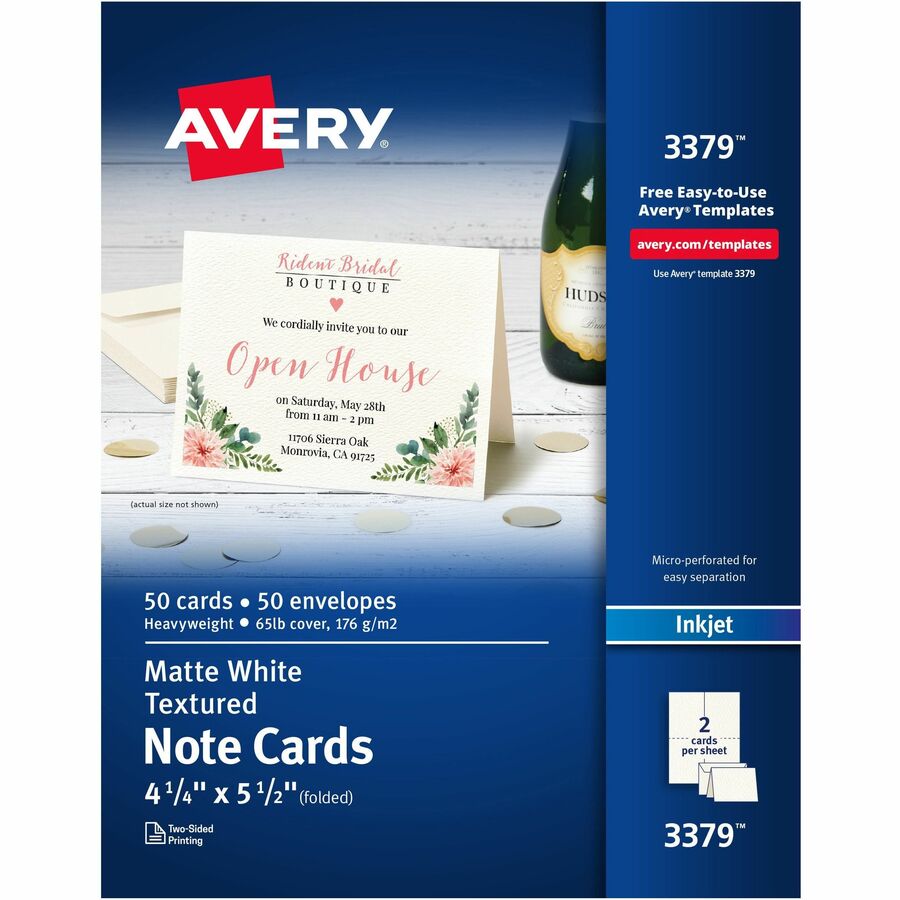 AVERY®
3379™
Free Easy-to-Use
Avery® Templates
avery.com/templates
Use Avery® template 3379
Rident Bridal
BOUTIQUE
We cordially invite you to our
Open House
on Saturday, May 28th
from 11 am - 2 pm
11706 Sierra Oak
Monrovia, CA 91725
HUDS
(actual size not shown)
50 cards • 50 envelopes
Heavyweight • 65lb cover, 176 g/m2
Matte White
Textured
Note Cards
4 1/4" x 5 1/2" (folded)
Two-Sided
Printing
Micro-perforated for
easy separation
Inkjet
2
cards
per sheet
3379™